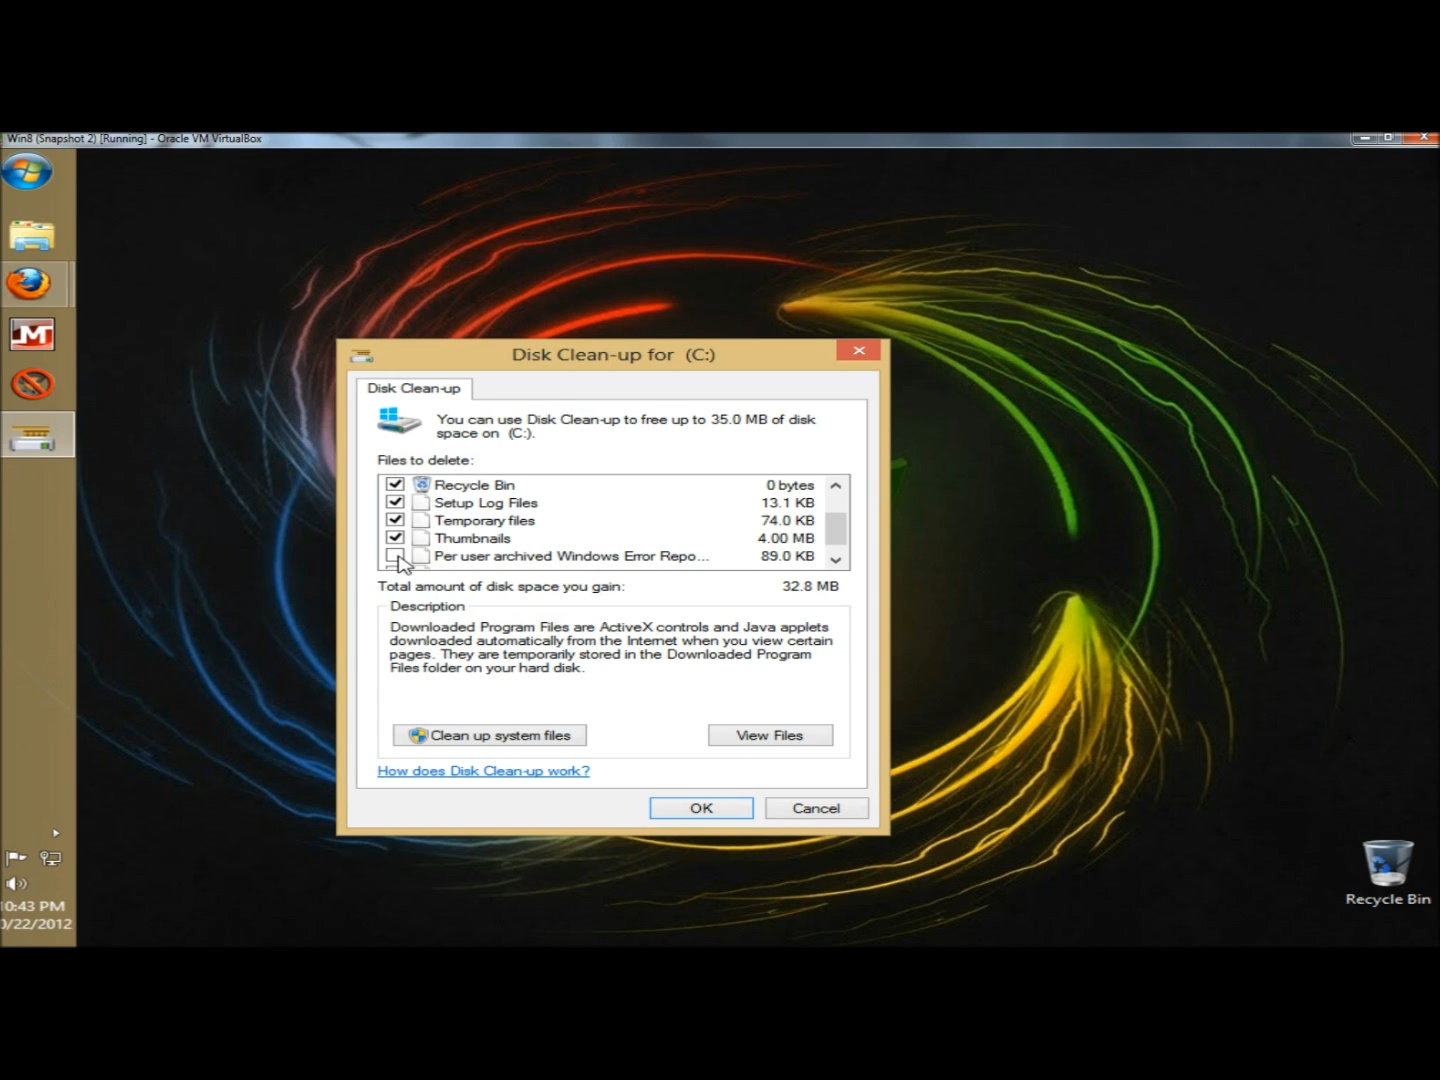 Win8 (Snapshot 2) [Running] - Oracle VM VirtualBox
Disk Clean-up for (C:)
Disk Clean-up
You can use Disk Clean-up to free up to 35.0 MB of disk
space on (C:).
Files to delete:
Recycle Bin 0 bytes
Setup Log Files 13.1 KB
Temporary files 74.0 KB
Thumbnails 4.00 MB
Per user archived Windows Error Repo... 89.0 KB
Total amount of disk space you gain: 32.8 MB
Description
Downloaded Program Files are ActiveX controls and Java applets
downloaded automatically from the Internet when you view certain
pages. They are temporarily stored in the Downloaded Program
Files folder on your hard disk.
Clean up system files View Files
How does Disk Clean-up work?
OK Cancel
Recycle Bin
0:43 PM
0/22/2012